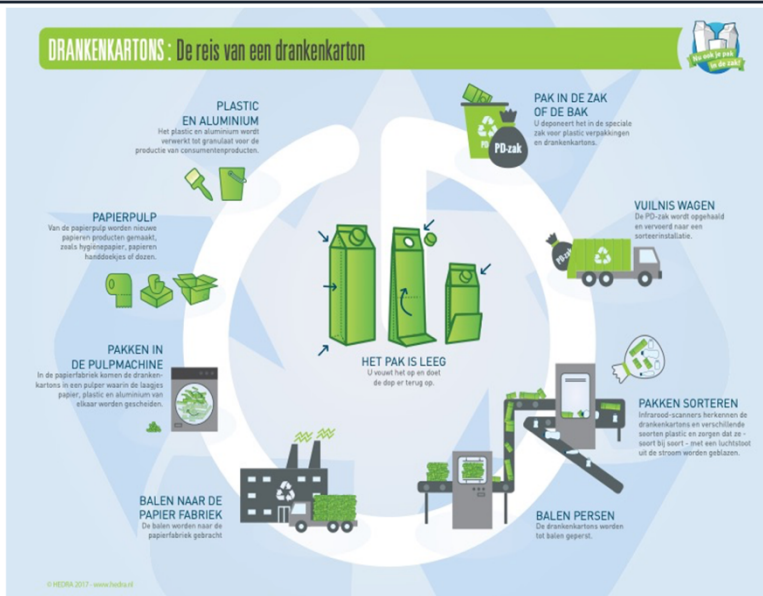 DRANKENKARTONS: De reis van een drankenkarton
Nu ook je pak
in de zak!
PLASTIC
EN ALUMINIUM
Het plastic en aluminium wordt
verwerkt tot granulaat voor de
productie van consumentenproducten.
PAK IN DE ZAK
OF DE BAK
U deponeert het in de speciale
zak voor plastic verpakkingen
en drankenkartons.
PD
PD-zak
PAPIERPULP
Van de papierpulp worden nieuwe
papieren producten gemaakt,
zoals hygiënepapier, papieren
handdoekjes of dozen.
VUILNIS WAGEN
De PD-zak wordt opgehaald
en vervoerd naar een
sorteerinstallatie.
PD-zak
HET PAK IS LEEG
U vouwt het op en doet
de dop er terug op.
PAKKEN IN
DE PULPMACHINE
In de papierfabriek komen de dranken-
kartons in een pulper waarin de laagjes
papier, plastic en aluminium van
elkaar worden gescheiden.
PAKKEN SORTEREN
Infrarood-scanners herkennen de
drankenkartons en verschillende
soorten plastic en zorgen dat ze -
soort bij soort - met een luchtstoot
uit de stroom worden geblazen.
BALEN NAAR DE
PAPIER FABRIEK
De balen worden naar de
papierfabriek gebracht
BALEN PERSEN
De drankenkartons worden
tot balen geperst.
© HEDRA 2017 - www.hedra.nl